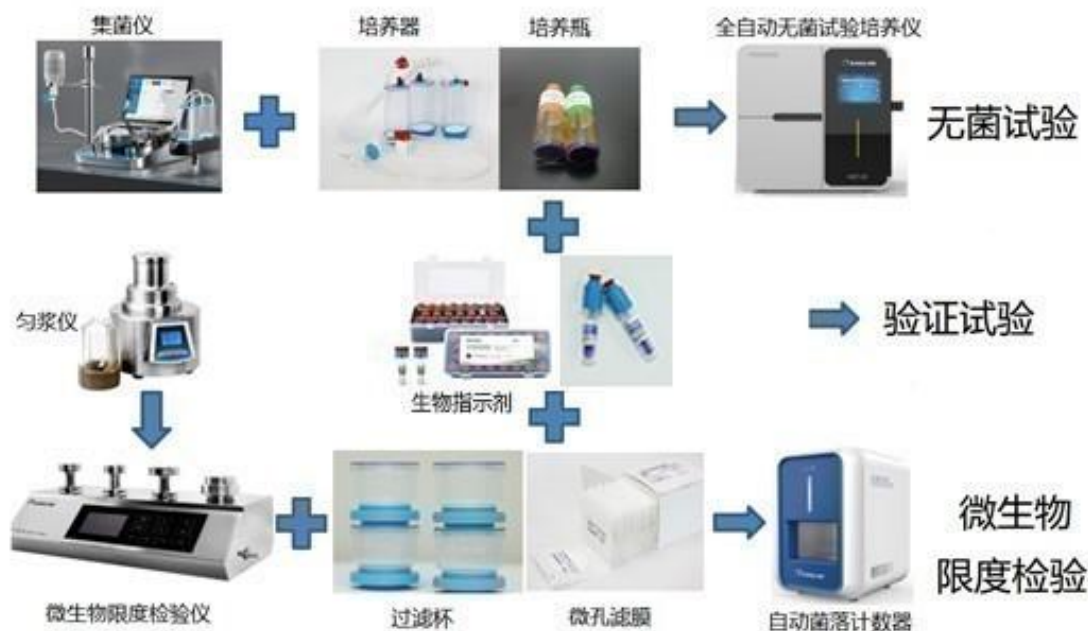 集菌仪
培养器
培养瓶
全自动无菌试验培养仪
无菌试验
匀浆仪
生物指示剂
验证试验
微生物限度检验仪
过滤杯
微孔滤膜
自动菌落计数器
微生物
限度检验